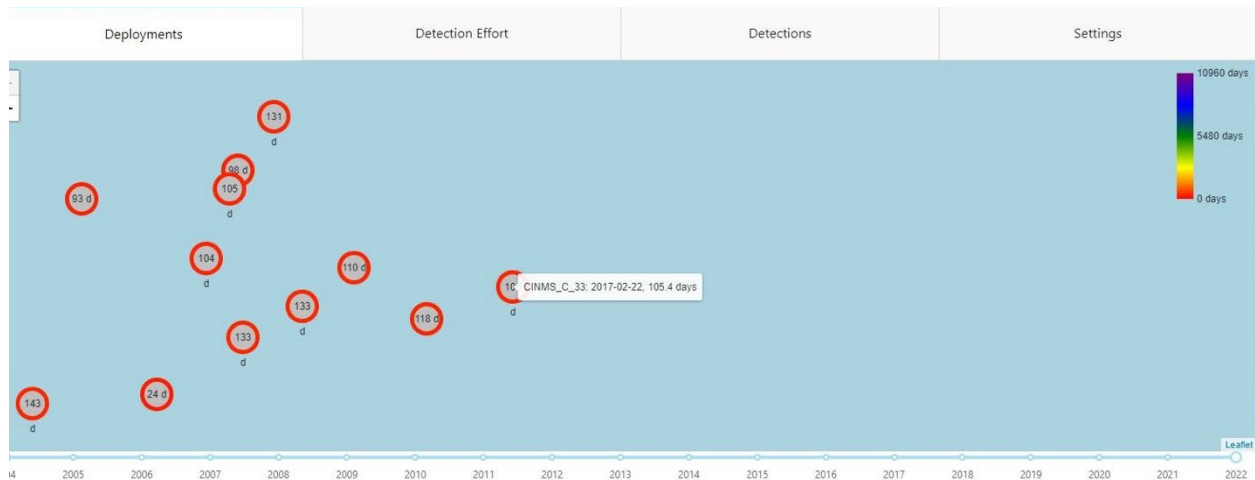 Deployments
Detection Effort
Detections
Settings
10960 days
131
d
5480 days
98 d
93 d
105
d
0 days
104
d
110 d
CINMS_C_33: 2017-02-22, 105.4 days
d
133
d
118 d
133
d
24 d
143
d
Leaflet
2005 2006 2007 2008 2009 2010 2011 2012 2013 2014 2015 2016 2017 2018 2019 2020 2021 2022